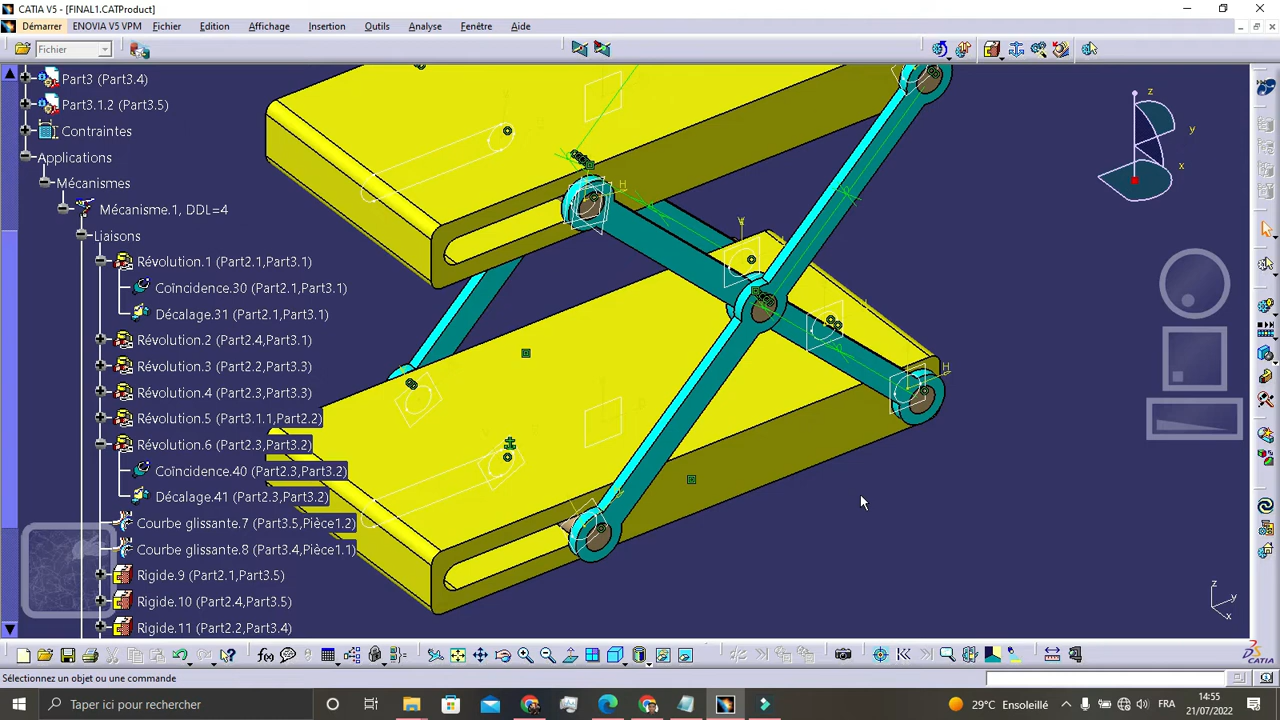 CATIA V5 - [FINAL1.CATProduct]
Démarrer ENOVIA V5 VPM Fichier Edition Affichage Insertion Outils Analyse Fenêtre Aide
Fichier
Part3 (Part3.4)
Part3.1.2 (Part3.5)
Contraintes
Applications
Mécanismes
Mécanisme.1, DDL=4
Liaisons
Révolution.1 (Part2.1,Part3.1)
Coïncidence.30 (Part2.1,Part3.1)
Décalage.31 (Part2.1,Part3.1)
Révolution.2 (Part2.4,Part3.1)
Révolution.3 (Part2.2,Part3.3)
Révolution.4 (Part2.3,Part3.3)
Révolution.5 (Part3.1.1,Part2.2)
Révolution.6 (Part2.3,Part3.2)
Coïncidence.40 (Part2.3,Part3.2)
Décalage.41 (Part2.3,Part3.2)
Courbe glissante.7 (Part3.5,Pièce1.2)
Courbe glissante.8 (Part3.4,Pièce1.1)
Rigide.9 (Part2.1,Part3.5)
Rigide.10 (Part2.4,Part3.5)
Rigide.11 (Part2.2,Part3.4)
H
V
H
z
y
x
z
y
x
f(x)
CATIA
Sélectionnez un objet ou une commande
Taper ici pour rechercher
29°C Ensoleillé
FRA
14:55
21/07/2022